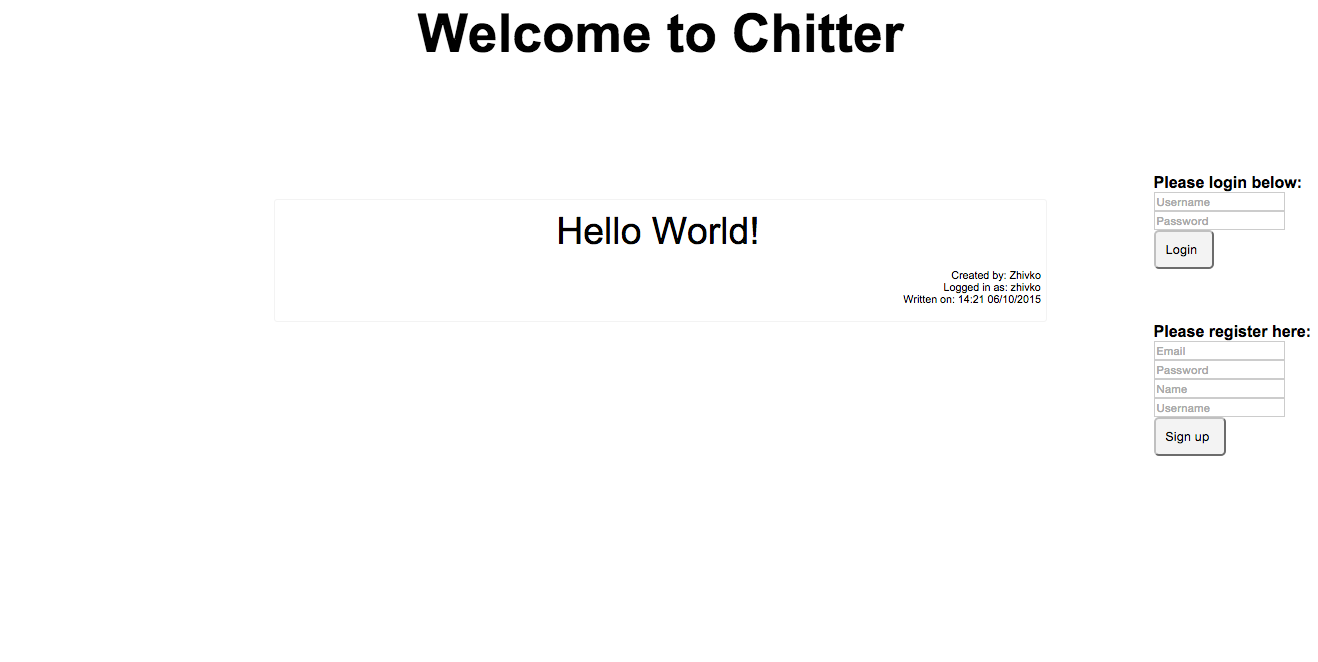 Welcome to Chitter
Hello World!
Created by: Zhivko
Logged in as: zhivko
Written on: 14:21 06/10/2015
Please login below:
Username
Password
Login
Please register here:
Email
Password
Name
Username
Sign up